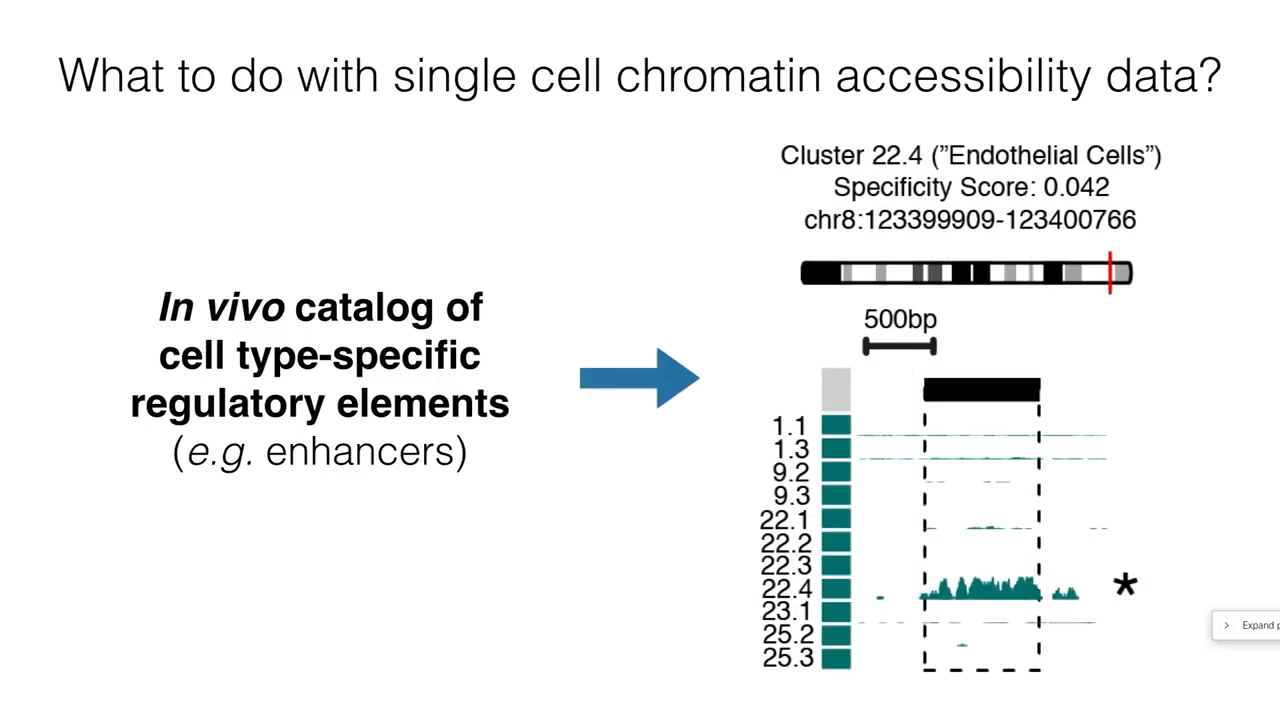 What to do with single cell chromatin accessibility data?
In vivo catalog of
cell type-specific
regulatory elements
(e.g. enhancers)
Cluster 22.4 (”Endothelial Cells”)
Specificity Score: 0.042
chr8:123399909-123400766
500bp
1.1
1.3
9.2
9.3
22.1
22.2
22.3
22.4
*
23.1
25.2
25.3
Expand